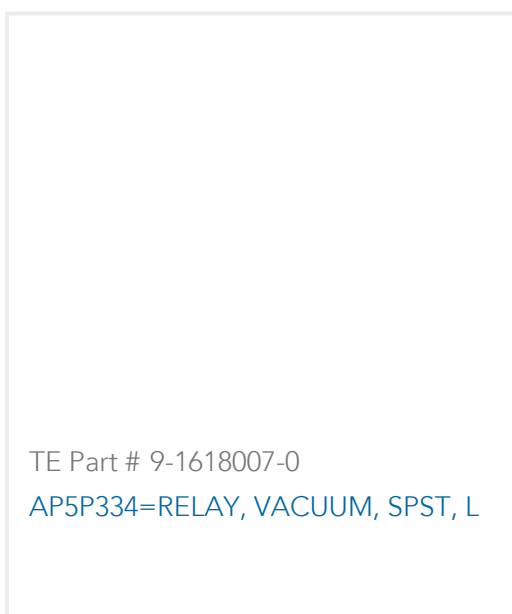 TE Part # 9-1618007-0
AP5P334=RELAY, VACUUM, SPST, L